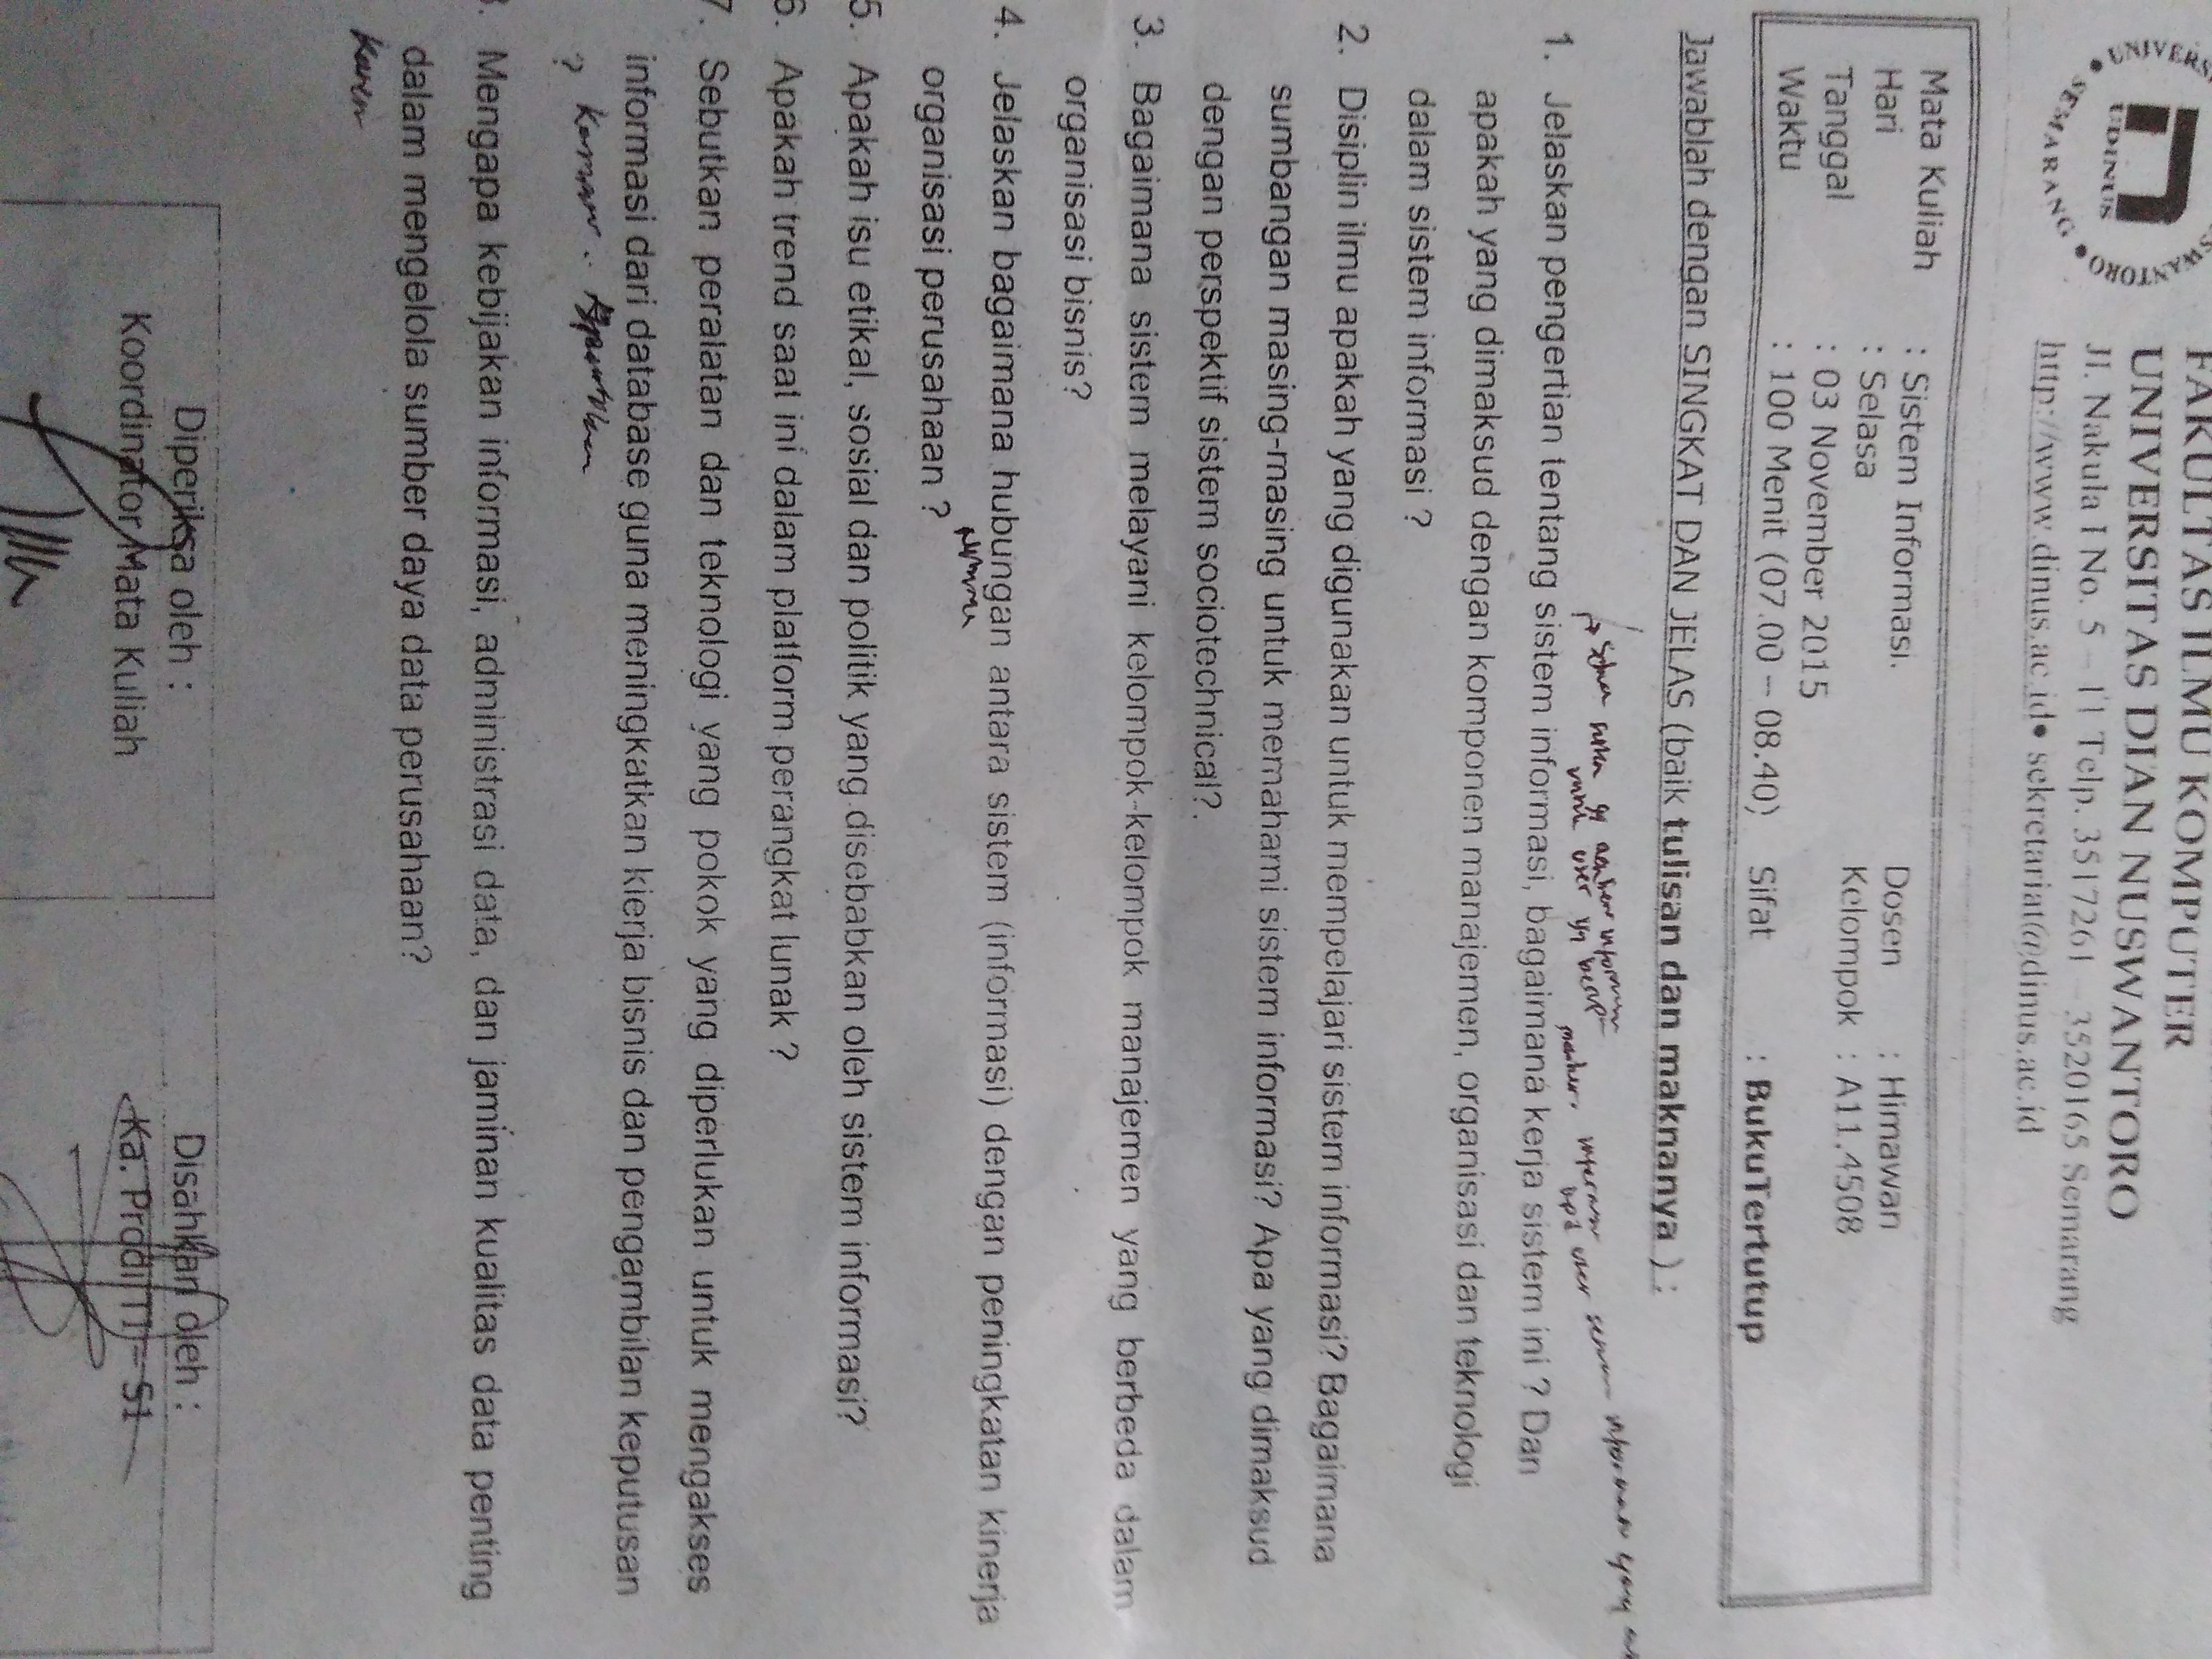 FAKULTAS ILMU KOMPUTER
UNIVERSITAS DIAN NUSWANTORO
Jl. Nakula I No. 5 – 11 Telp. 3517261 – 3520165 Semarang
http://www.dinus.ac.id• sekretariat@dinus.ac.id
UDINUS
SEMARANG
Mata Kuliah : Sistem Informasi.
Hari : Selasa Dosen : Himawan
Tanggal : 03 November 2015 Kelompok : A11.4508
Waktu : 100 Menit (07.00 – 08.40) Sifat : BukuTertutup
Jawablah dengan SINGKAT DAN JELAS (baik tulisan dan maknanya ) :
1. Jelaskan pengertian tentang sistem informasi, bagaimana kerja sistem ini ? Dan
apakah yang dimaksud dengan komponen manajemen, organisasi dan teknologi
dalam sistem informasi ?
2. Disiplin ilmu apakah yang digunakan untuk mempelajari sistem informasi? Bagaimana
sumbangan masing-masing untuk memahami sistem informasi? Apa yang dimaksud
dengan perspektif sistem sociotechnical?.
3. Bagaimana sistem melayani kelompok-kelompok manajemen yang berbeda dalam
organisasi bisnis?
4. Jelaskan bagaimana hubungan antara sistem (informasi) dengan peningkatan kinerja
organisasi perusahaan ?
5. Apakah isu etikal, sosial dan politik yang disebabkan oleh sistem informasi?
6. Apakah trend saat ini dalam platform perangkat lunak ?
7. Sebutkan peralatan dan teknologi yang pokok yang diperlukan untuk mengakses
informasi dari database guna meningkatkan kierja bisnis dan pengambilan keputusan
?
Mengapa kebijakan informasi, administrasi data, dan jaminan kualitas data penting
dalam mengelola sumber daya data perusahaan?
Diperiksa oleh : Disahkan oleh :
Koordinator Mata Kuliah Ka. Prodi TI – S1